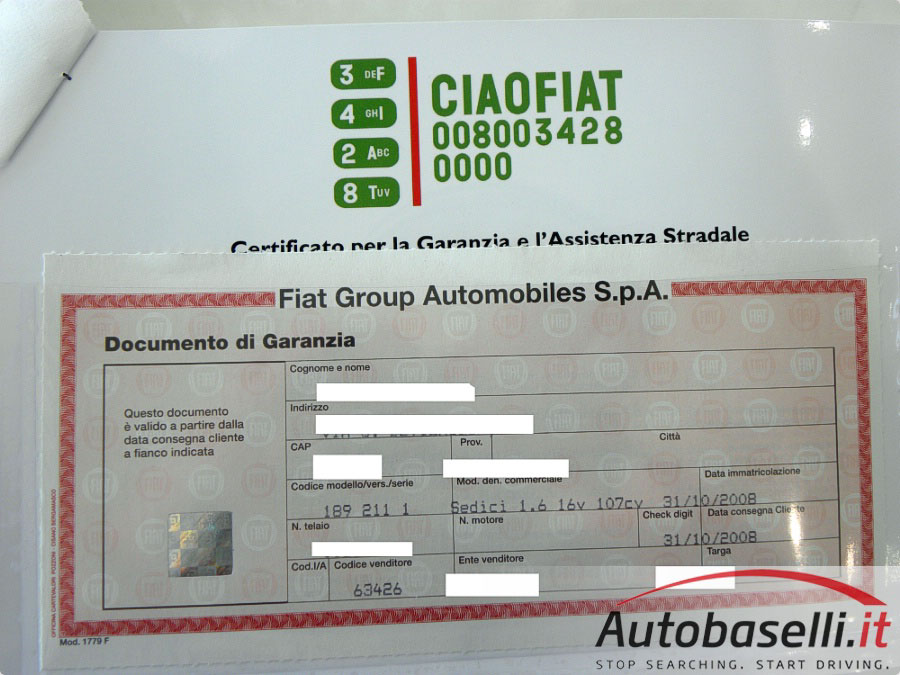 3 DEF
4 GHI
2 ABC
8 TUV
CIAOFIAT
008003428
0000
Certificato per la Garanzia e l'Assistenza Stradale
Fiat Group Automobiles S.p.A.
Documento di Garanzia
Questo documento
è valido a partire dalla
data consegna cliente
a fianco indicata
Cognome e nome
Indirizzo
CAP
Prov.
Città
Codice modello/vers./serie
Mod. den. commerciale
Data immatricolazione
189 211 1
Sedici 1.6 16v 107cv
31/10/2008
N. telaio
N. motore
Check digit
Data consegna Cliente
31/10/2008
Cod.I/A
Codice venditore
Ente venditore
Targa
63426
Mod. 1779 F
Autobaselli.it
STOP SEARCHING. START DRIVING.